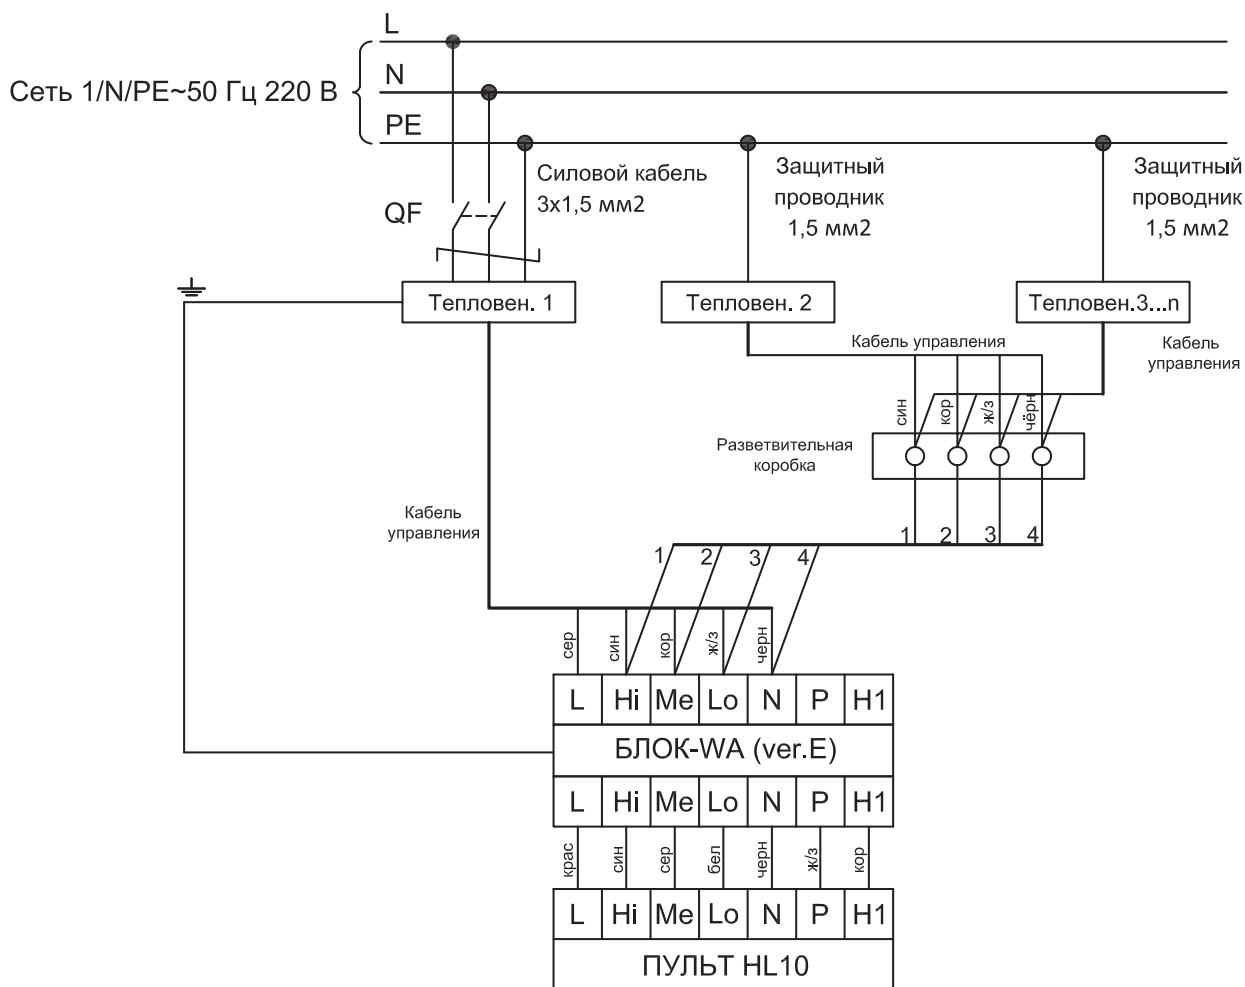 L
Сеть 1/N/PE~50 Гц 220 В
N
PE
QF
Силовой кабель
3х1,5 мм2
Защитный
проводник
1,5 мм2
Защитный
проводник
1,5 мм2
Тепловен. 1
Тепловен. 2
Тепловен.3...n
Кабель управления
Кабель
управления
син
кор
ж/з
чёрн
Разветвительная
коробка
Кабель
управления
1 2 3 4
1 2 3 4
сер
син
кор
ж/з
черн
L Hi Me Lo N P H1
БЛОК-WA (ver.E)
L Hi Me Lo N P H1
крас
син
сер
бел
черн
ж/з
кор
L Hi Me Lo N P H1
ПУЛЬТ HL10